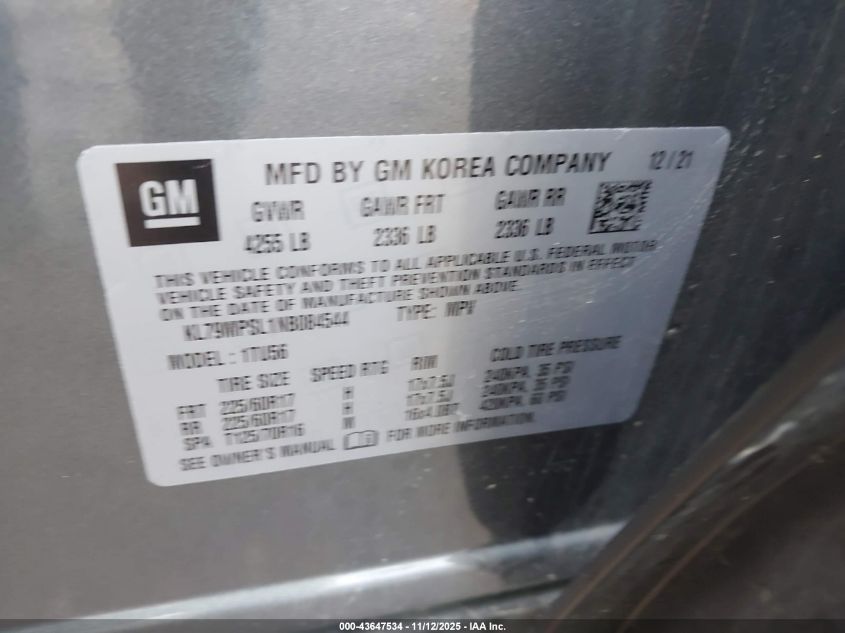 GM
MFD BY GM KOREA COMPANY 12/21
GVWR GAWR FRT GAWR RR
4255 LB 2336 LB 2336 LB
THIS VEHICLE CONFORMS TO ALL APPLICABLE U.S. FEDERAL MOTOR
VEHICLE SAFETY AND THEFT PREVENTION STANDARDS IN EFFECT
ON THE DATE OF MANUFACTURE SHOWN ABOVE.
KL79MPSL1NB084544 TYPE: MPV
MODEL: 1TU56
TIRE SIZE SPEED RTG RIM COLD TIRE PRESSURE
FRT 225/60R17 H 17x7.5J 240KPA, 35 PSI
RR 225/60R17 H 17x7.5J 240KPA, 35 PSI
SPA T125/70R16 M 16x4.0BT 420KPA, 60 PSI
SEE OWNER'S MANUAL FOR MORE INFORMATION.
000-43647534 - 11/12/2025 - IAA Inc.